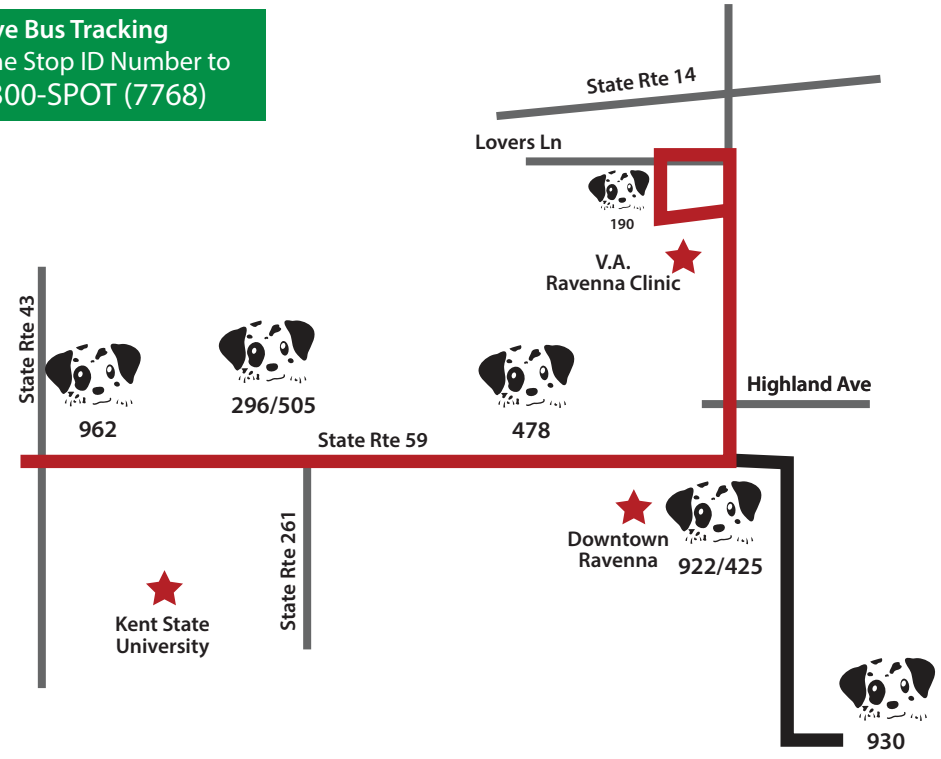 ve Bus Tracking
ne Stop ID Number to
300-SPOT (7768)
State Rte 14
Lovers Ln
190
V.A.
Ravenna Clinic
State Rte 43
Highland Ave
296/505
962
478
State Rte 59
Downtown
Ravenna
922/425
State Rte 261
Kent State
University
930